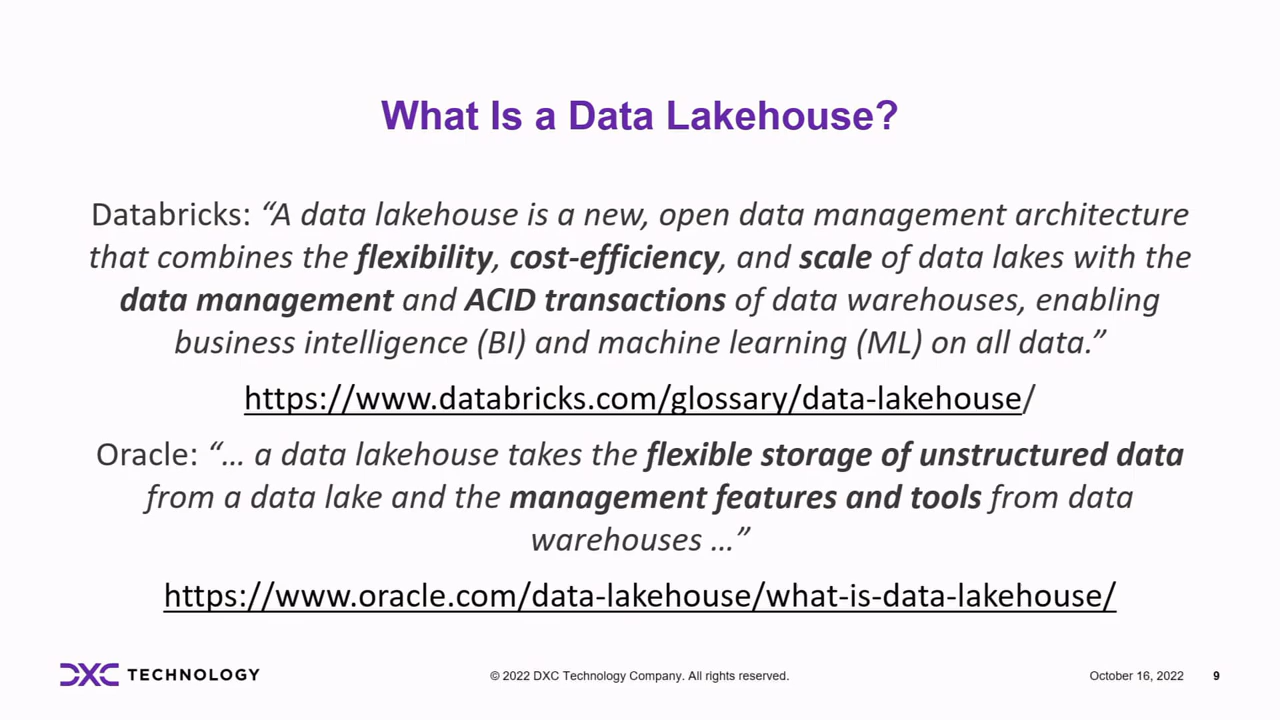 What Is a Data Lakehouse?
Databricks: “A data lakehouse is a new, open data management architecture
that combines the flexibility, cost-efficiency, and scale of data lakes with the
data management and ACID transactions of data warehouses, enabling
business intelligence (BI) and machine learning (ML) on all data.”
https://www.databricks.com/glossary/data-lakehouse/
Oracle: “… a data lakehouse takes the flexible storage of unstructured data
from a data lake and the management features and tools from data
warehouses …”
https://www.oracle.com/data-lakehouse/what-is-data-lakehouse/
DXC TECHNOLOGY
© 2022 DXC Technology Company. All rights reserved.
October 16, 2022
9